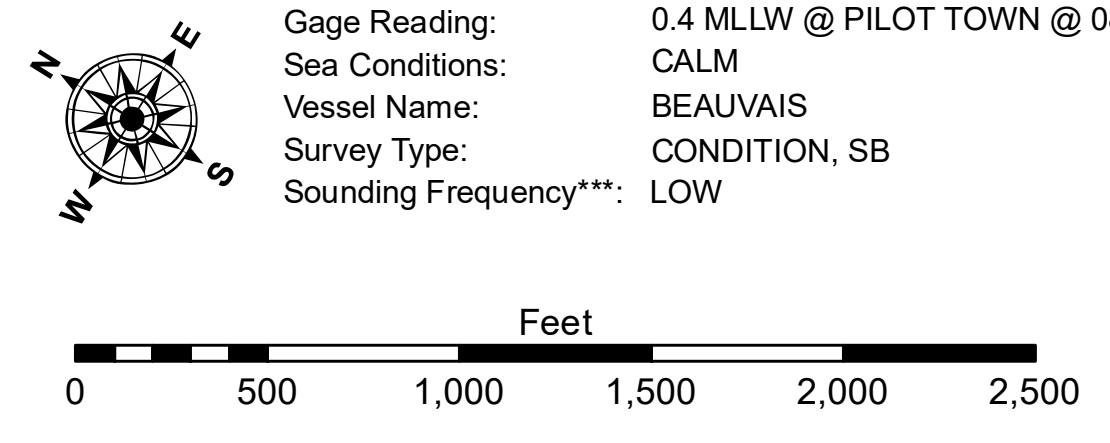 N
E
S
W
Gage Reading: 0.4 MLLW @ PILOT TOWN @
Sea Conditions: CALM
Vessel Name: BEAUVAIS
Survey Type: CONDITION, SB
Sounding Frequency***: LOW
Feet
0 500 1,000 1,500 2,000 2,500